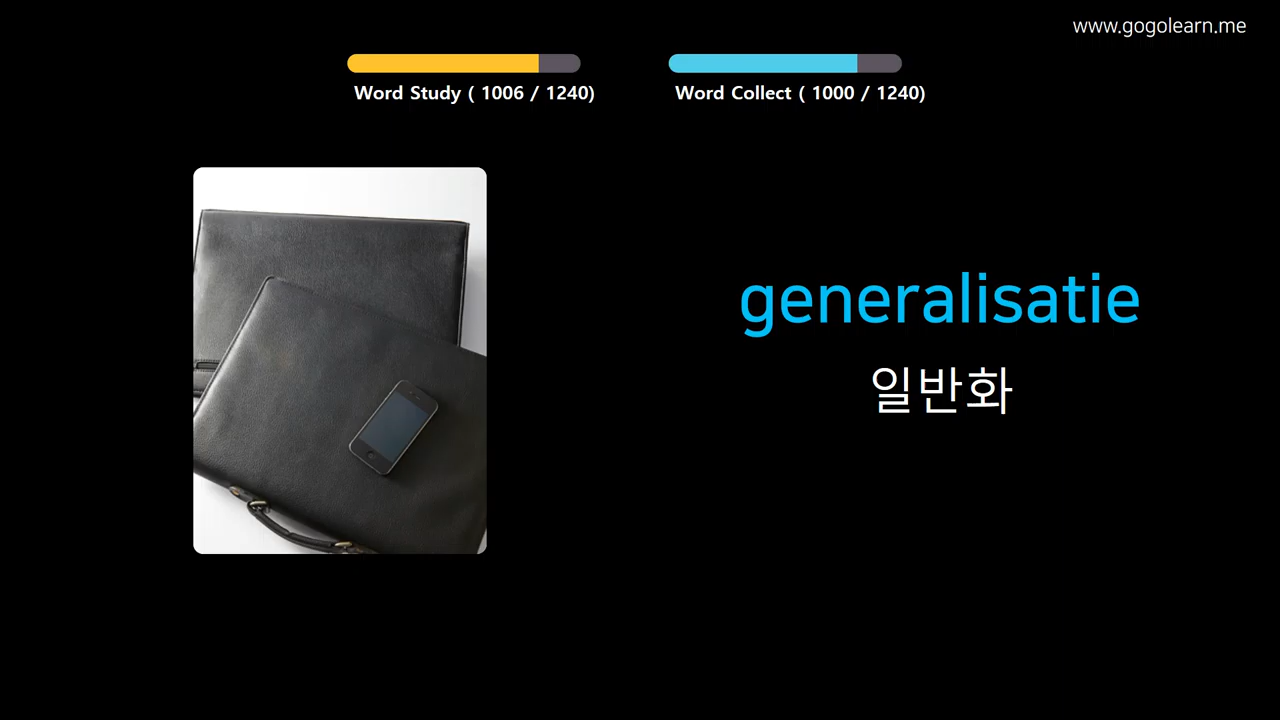 www.gogolearn.me
Word Study ( 1006 / 1240)
Word Collect ( 1000 / 1240)
generalisatie
일반화